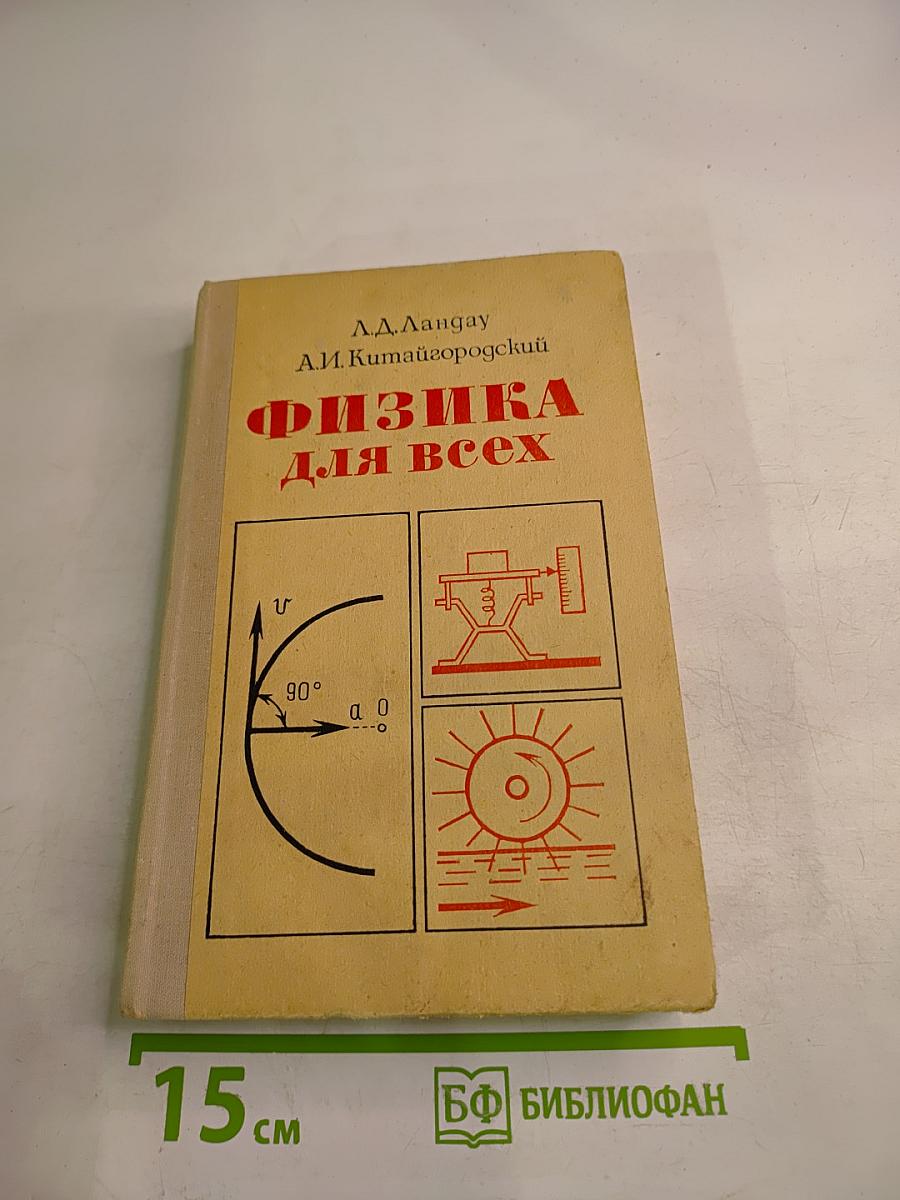 Л.Д.Ландау
А.И.Китайгородский
ФИЗИКА
для всех
v
90°
a 0
15 см
БФ БИБЛИОФАН